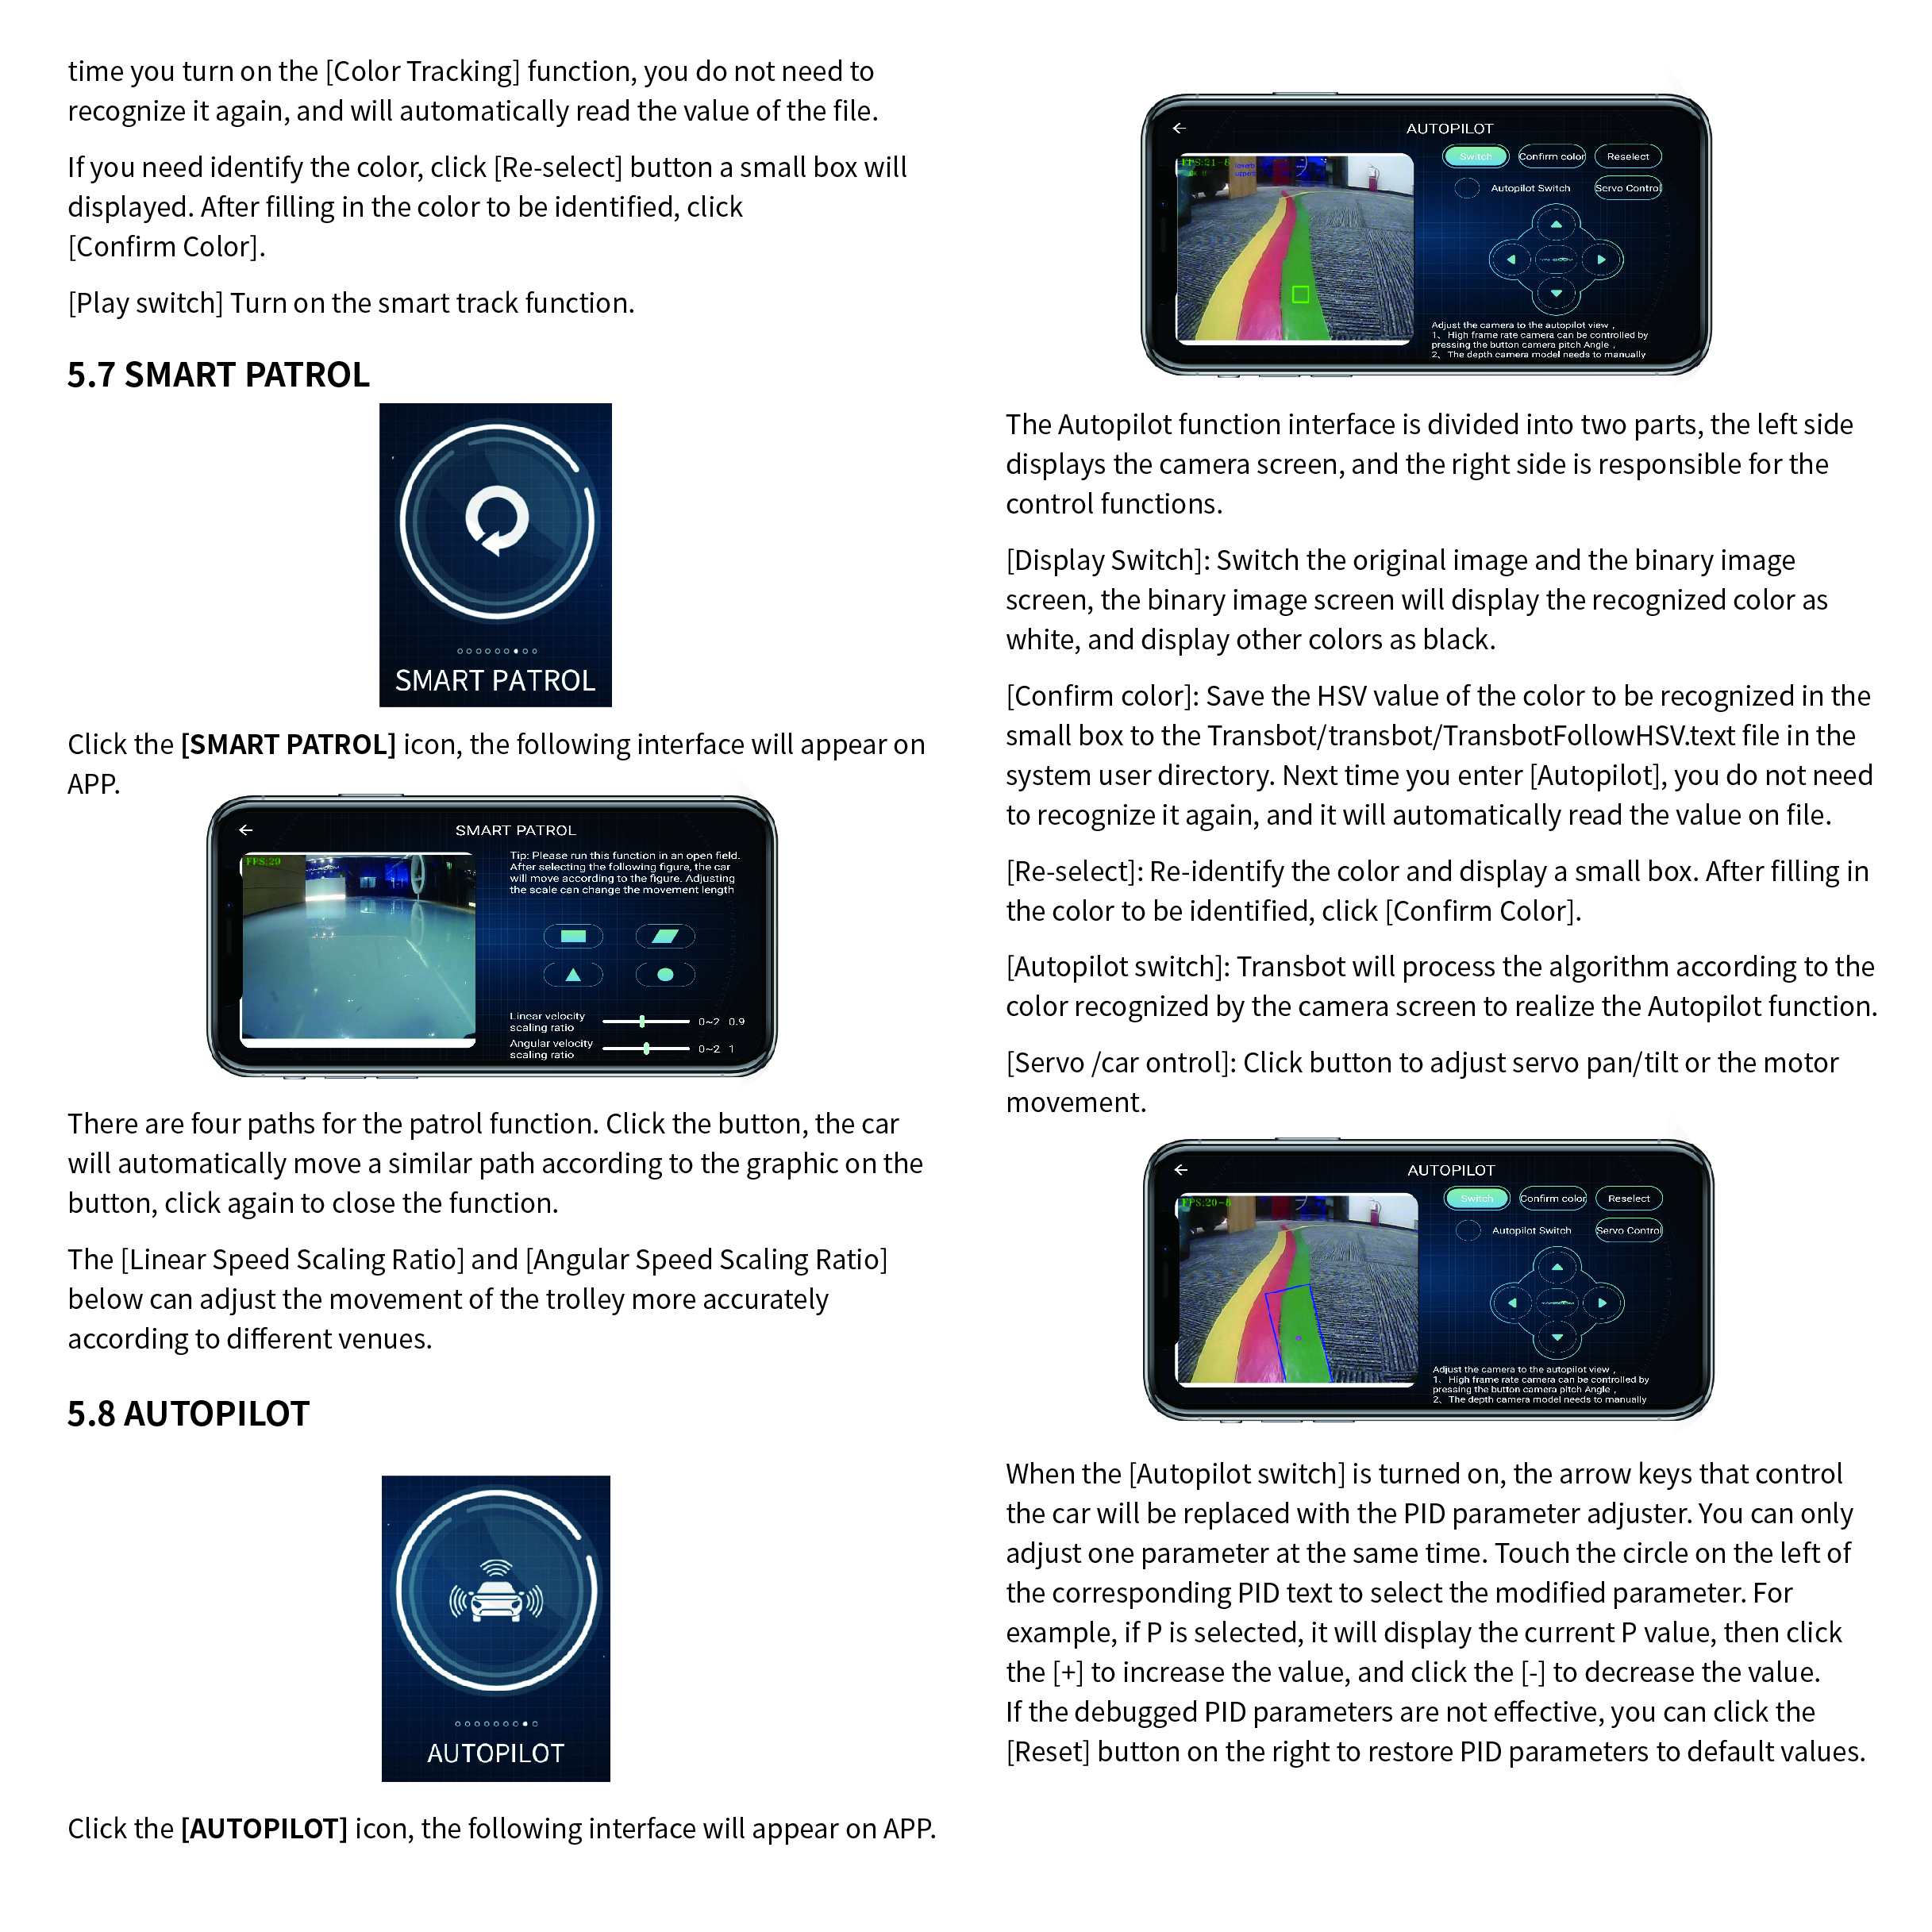 time you turn on the [Color Tracking] function, you do not need to
recognize it again, and will automatically read the value of the file.
If you need identify the color, click [Re-select] button a small box will
displayed. After filling in the color to be identified, click
[Confirm Color].
[Play switch] Turn on the smart track function.
5.7 SMART PATROL
SMART PATROL
Click the [SMART PATROL] icon, the following interface will appear on
APP.
SMART PATROL
FPS:29
Tip: Please run this function in an open field.
After selecting the following figure, the car
will move according to the figure. Adjusting
the scale can change the movement length
Linear velocity
scaling ratio
0~2 0.9
Angular velocity
scaling ratio
0~2 1
There are four paths for the patrol function. Click the button, the car
will automatically move a similar path according to the graphic on the
button, click again to close the function.
The [Linear Speed Scaling Ratio] and [Angular Speed Scaling Ratio]
below can adjust the movement of the trolley more accurately
according to different venues.
5.8 AUTOPILOT
AUTOPILOT
Click the [AUTOPILOT] icon, the following interface will appear on APP.
AUTOPILOT
Switch Confirm color Reselect
Autopilot Switch Servo Control
Adjust the camera to the autopilot view ,
1、High frame rate camera can be controlled by
pressing the button camera pitch Angle ,
2、The depth camera model needs to manually
The Autopilot function interface is divided into two parts, the left side
displays the camera screen, and the right side is responsible for the
control functions.
[Display Switch]: Switch the original image and the binary image
screen, the binary image screen will display the recognized color as
white, and display other colors as black.
[Confirm color]: Save the HSV value of the color to be recognized in the
small box to the Transbot/transbot/TransbotFollowHSV.text file in the
system user directory. Next time you enter [Autopilot], you do not need
to recognize it again, and it will automatically read the value on file.
[Re-select]: Re-identify the color and display a small box. After filling in
the color to be identified, click [Confirm Color].
[Autopilot switch]: Transbot will process the algorithm according to the
color recognized by the camera screen to realize the Autopilot function.
[Servo /car ontrol]: Click button to adjust servo pan/tilt or the motor
movement.
AUTOPILOT
Switch Confirm color Reselect
Autopilot Switch Servo Control
Adjust the camera to the autopilot view ,
1、High frame rate camera can be controlled by
pressing the button camera pitch Angle ,
2、The depth camera model needs to manually
When the [Autopilot switch] is turned on, the arrow keys that control
the car will be replaced with the PID parameter adjuster. You can only
adjust one parameter at the same time. Touch the circle on the left of
the corresponding PID text to select the modified parameter. For
example, if P is selected, it will display the current P value, then click
the [+] to increase the value, and click the [-] to decrease the value.
If the debugged PID parameters are not effective, you can click the
[Reset] button on the right to restore PID parameters to default values.